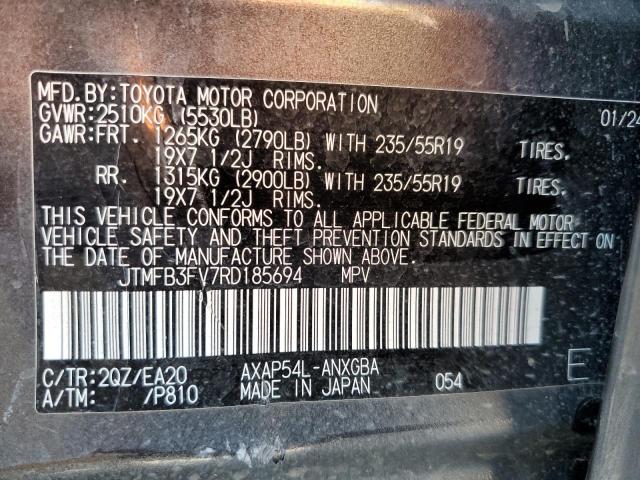 MFD.BY:TOYOTA MOTOR CORPORATION
GVWR:2510KG (5530LB) 01/24
GAWR:FRT. 1265KG (2790LB) WITH 235/55R19 TIRES.
19X7 1/2J RIMS.
RR. 1315KG (2900LB) WITH 235/55R19 TIRES.
19X7 1/2J RIMS.
THIS VEHICLE CONFORMS TO ALL APPLICABLE FEDERAL MOTOR
VEHICLE SAFETY AND THEFT PREVENTION STANDARDS IN EFFECT ON
THE DATE OF MANUFACTURE SHOWN ABOVE.
JTMFB3FV7RD185694 MPV
C/TR:2QZ/EA20 AXAP54L-ANXGBA
A/TM: /P810 MADE IN JAPAN 054 E